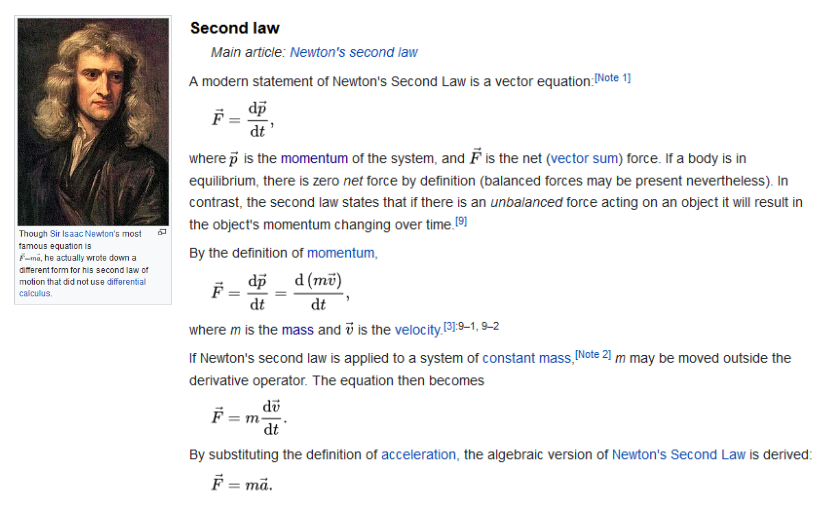 Though Sir Isaac Newton's most
famous equation is
F⃗=ma⃗, he actually wrote down a
different form for his second law of
motion that did not use differential
calculus.
Second law
Main article: Newton's second law
A modern statement of Newton's Second Law is a vector equation:[Note 1]
F⃗ = dp⃗/dt,
where p⃗ is the momentum of the system, and F⃗ is the net (vector sum) force. If a body is in
equilibrium, there is zero net force by definition (balanced forces may be present nevertheless). In
contrast, the second law states that if there is an unbalanced force acting on an object it will result in
the object's momentum changing over time.[9]
By the definition of momentum,
F⃗ = dp⃗/dt = d(mv⃗)/dt,
where m is the mass and v⃗ is the velocity.[3]:9–1, 9–2
If Newton's second law is applied to a system of constant mass,[Note 2] m may be moved outside the
derivative operator. The equation then becomes
F⃗ = m dv⃗/dt.
By substituting the definition of acceleration, the algebraic version of Newton's Second Law is derived:
F⃗ = ma⃗.